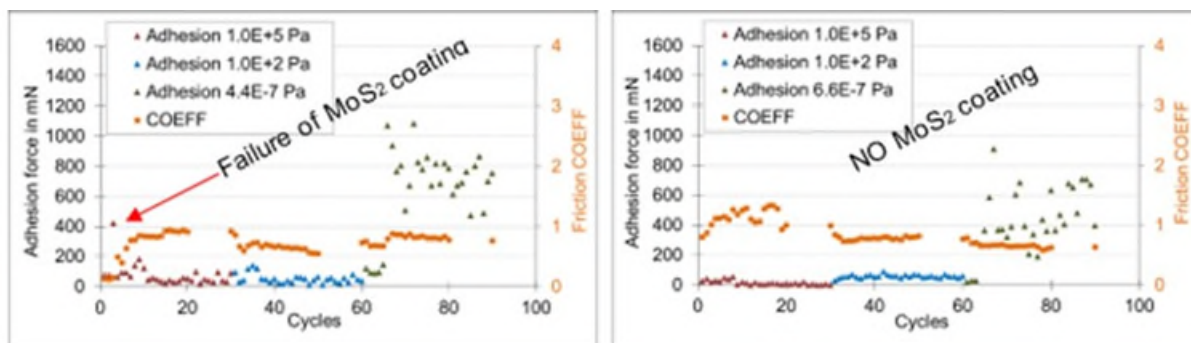 Adhesion 1.0E+5 Pa
Adhesion 1.0E+2 Pa
Adhesion 4.4E-7 Pa
COEFF
Failure of MoS2 coating
Adhesion force in mN
1600
1400
1200
1000
800
600
400
200
0
4
3
2
1
0
Friction COEFF
0 20 40 60 80 100
Cycles
Adhesion 1.0E+5 Pa
Adhesion 1.0E+2 Pa
Adhesion 6.6E-7 Pa
COEFF
NO MoS2 coating
Adhesion force in mN
1600
1400
1200
1000
800
600
400
200
0
4
3
2
1
0
Friction COEFF
0 20 40 60 80 100
Cycles